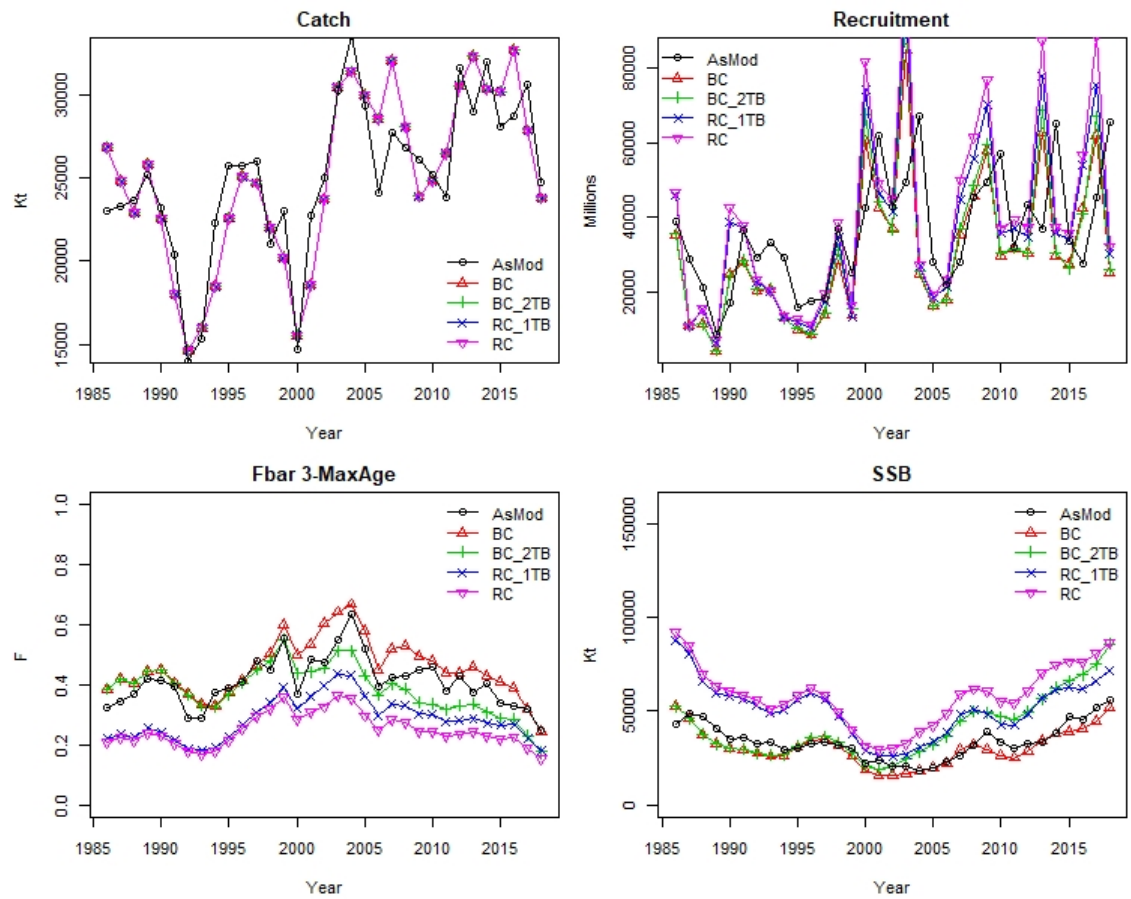 Catch
Kt
30000
25000
20000
15000
AsMod
BC
BC_2TB
RC_1TB
RC
1985 1990 1995 2000 2005 2010 2015
Year
Recruitment
Millions
80000
60000
40000
20000
AsMod
BC
BC_2TB
RC_1TB
RC
1985 1990 1995 2000 2005 2010 2015
Year
Fbar 3-MaxAge
F
1.0
0.8
0.6
0.4
0.2
0.0
AsMod
BC
BC_2TB
RC_1TB
RC
1985 1990 1995 2000 2005 2010 2015
Year
SSB
Kt
150000
100000
50000
0
AsMod
BC
BC_2TB
RC_1TB
RC
1985 1990 1995 2000 2005 2010 2015
Year